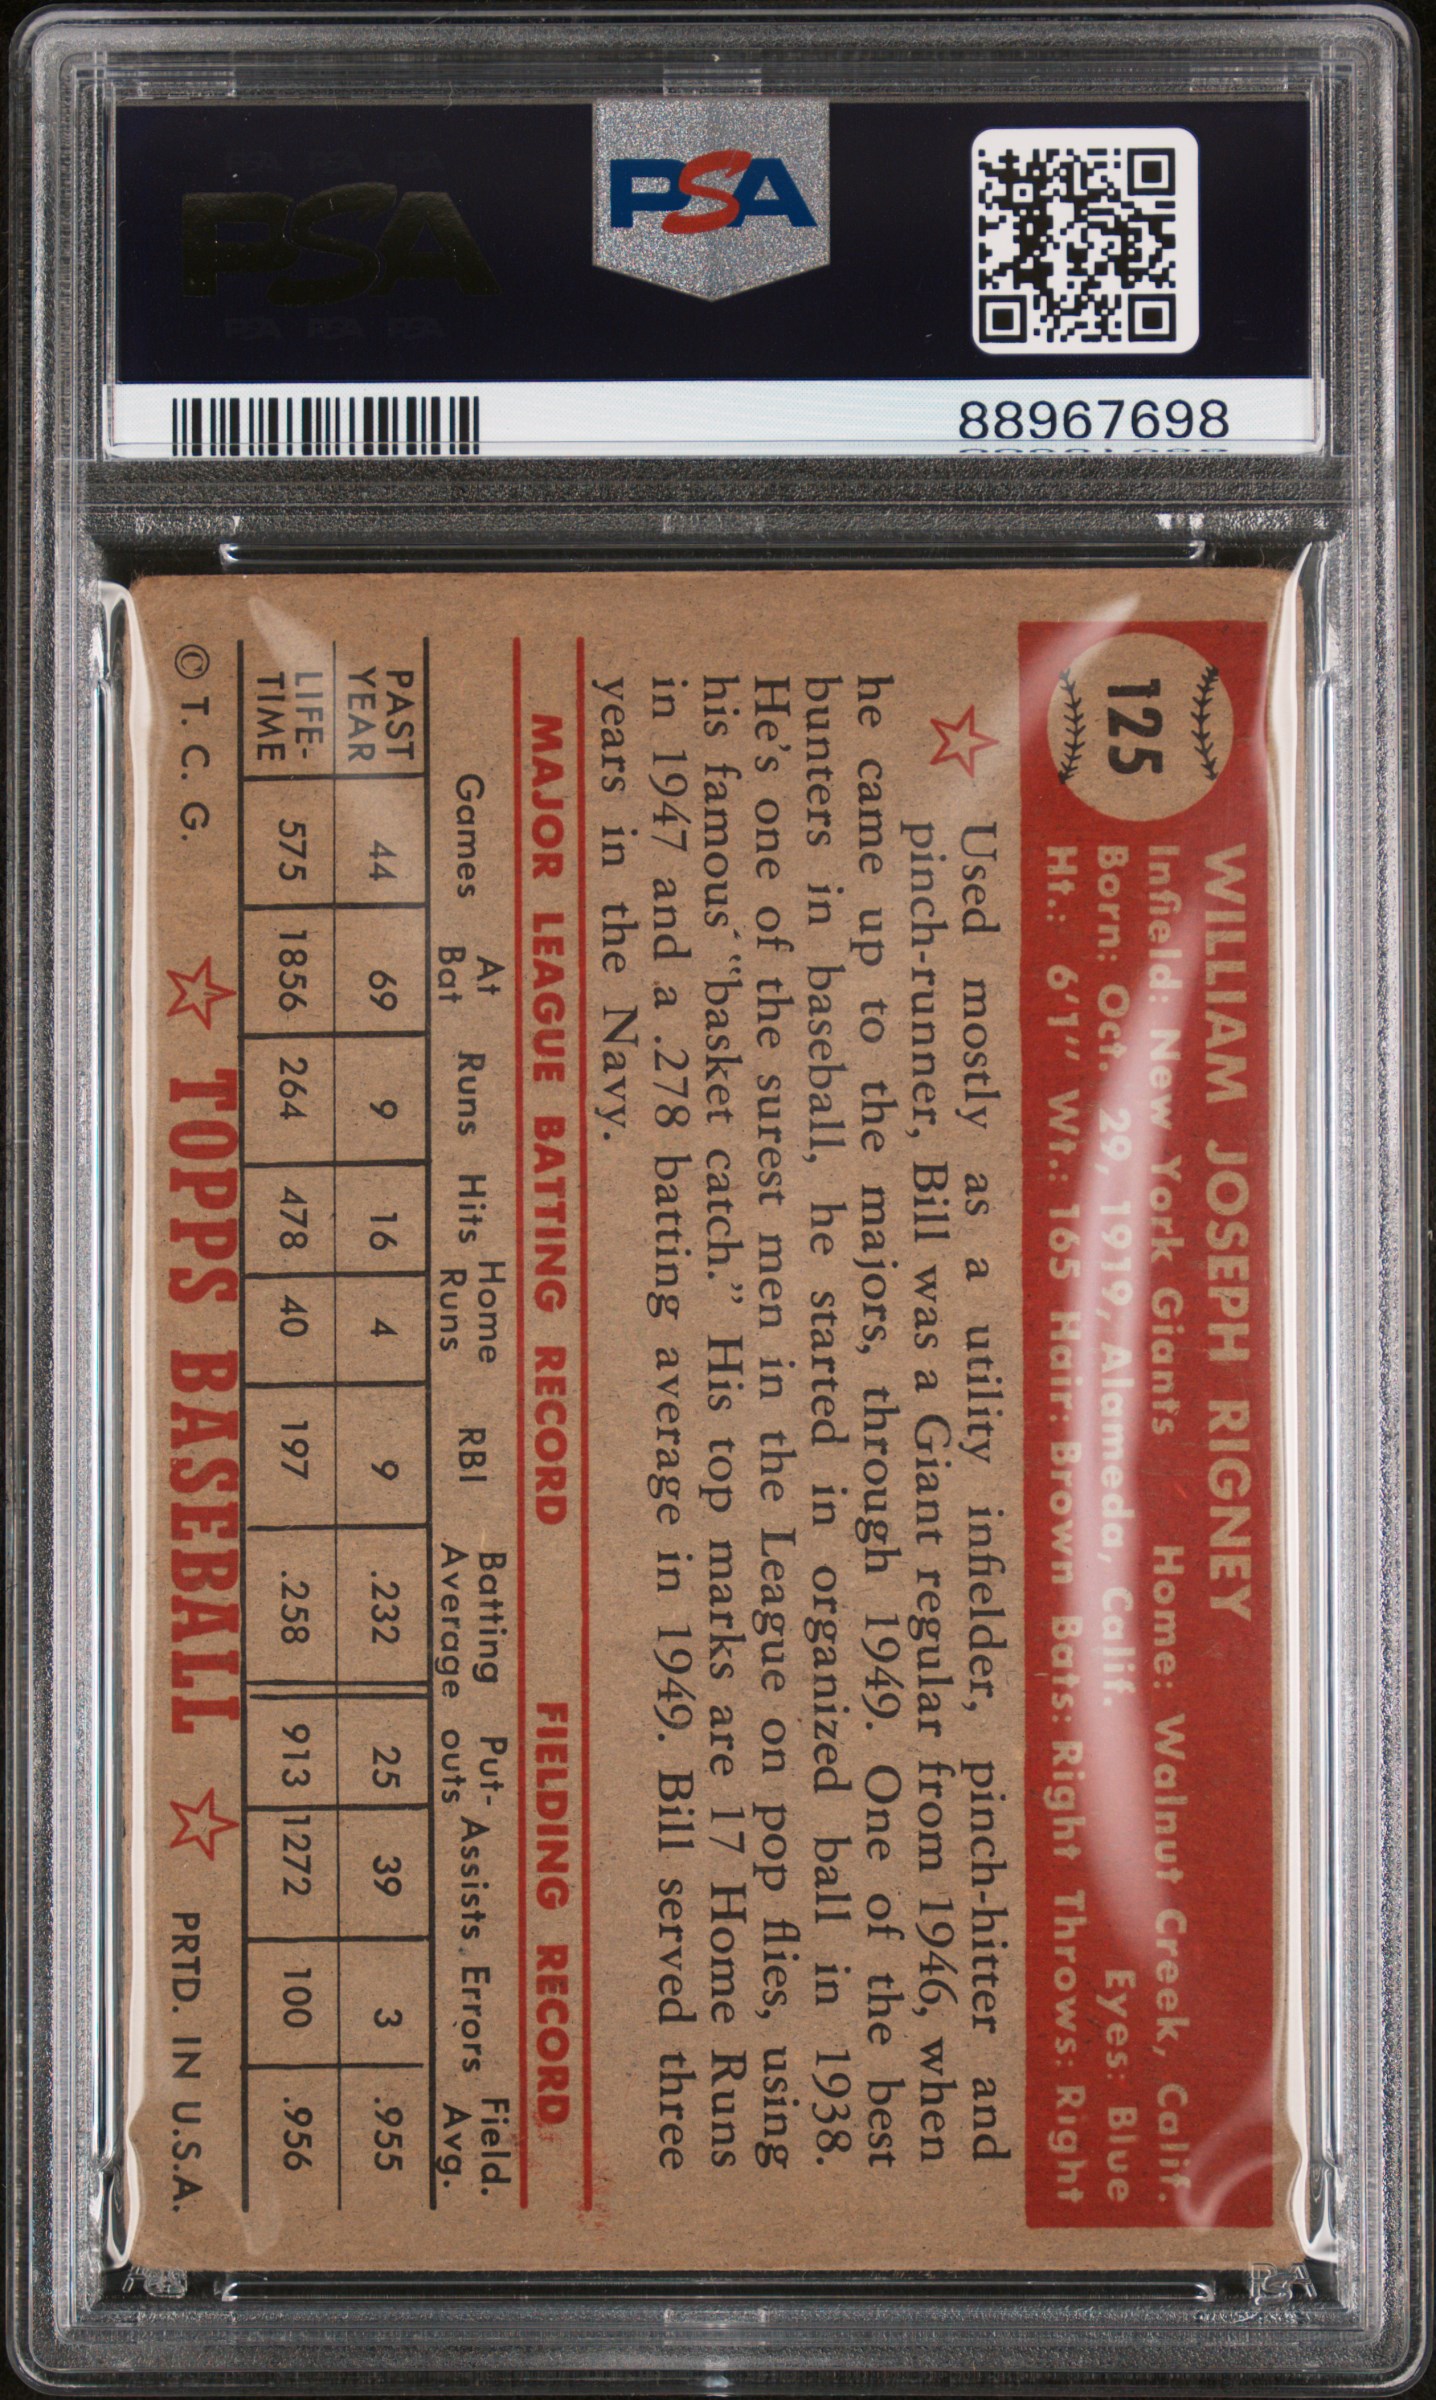 PSA
PSA
88967698
125
WILLIAM JOSEPH RIGNEY
Infield: New York Giants Home: Walnut Creek, Calif.
Born: Oct. 29, 1919, Alameda, Calif. Eyes: Blue
Ht.: 6'1" Wt.: 165 Hair: Brown Bats: Right Throws: Right
Used mostly as a utility infielder, pinch-hitter and
pinch-runner, Bill was a Giant regular from 1946, when
he came up to the majors, through 1949. One of the best
bunters in baseball, he started in organized ball in 1938.
He's one of the surest men in the League on pop flies, using
his famous "basket catch." His top marks are 17 Home Runs
in 1947 and a .278 batting average in 1949. Bill served three
years in the Navy.
MAJOR LEAGUE BATTING RECORD FIELDING RECORD
Games At Bat Runs Hits Home Runs RBI Batting Average Put-outs Assists Errors Field. Avg.
PAST YEAR 44 69 9 16 4 9 .232 25 39 3 .955
LIFE-TIME 575 1856 264 478 40 197 .258 913 1272 100 .956
© T. C. G. TOPPS BASEBALL PRTD. IN U.S.A.
PSA